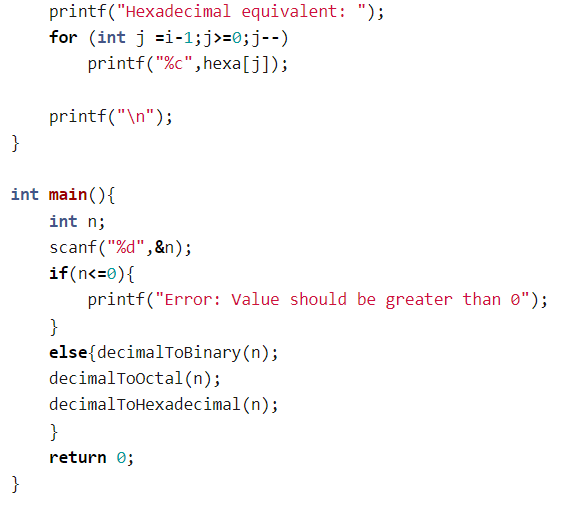 printf("Hexadecimal equivalent: ");
for (int j =i-1;j>=0;j--)
printf("%c",hexa[j]);
printf("\n");
}
int main(){
int n;
scanf("%d",&n);
if(n<=0){
printf("Error: Value should be greater than 0");
}
else{decimalToBinary(n);
decimalToOctal(n);
decimalToHexadecimal(n);
}
return 0;
}